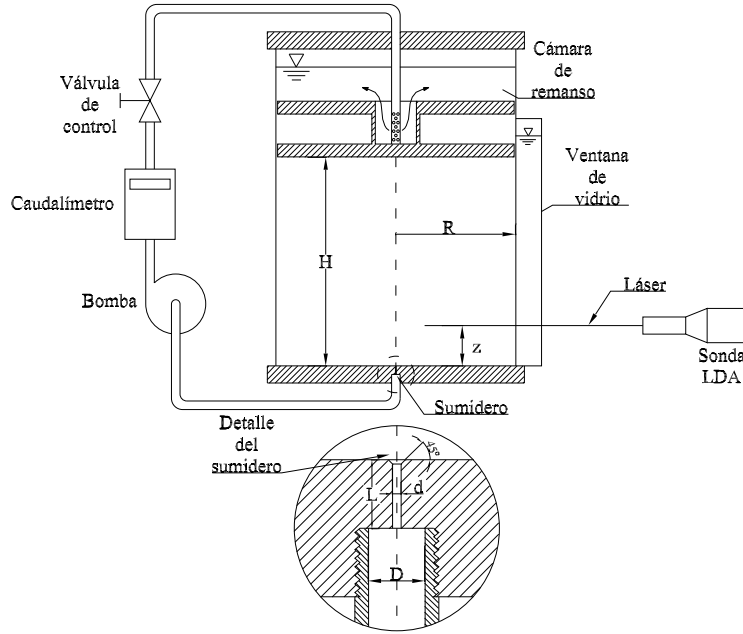 Cámara
de
remanso
Válvula
de
control
Ventana
de
vidrio
Caudalímetro
R
H
Láser
Bomba
z
Sonda
LDA
Sumidero
Detalle
del
sumidero
45°
L
d
D